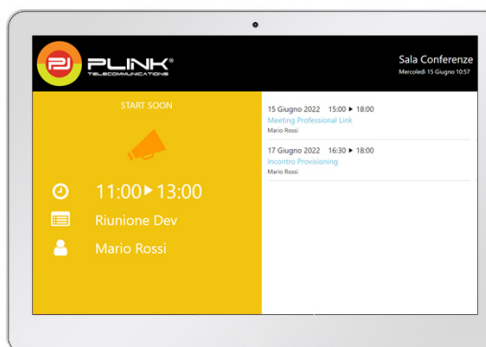 PLINK®
TELECOMMUNICATIONS
Sala Conferenze
Mercoledì 15 Giugno 10:57
START SOON
11:00▶13:00
Riunione Dev
Mario Rossi
15 Giugno 2022 15:00 ▶ 18:00
Meeting Professional Link
Mario Rossi
17 Giugno 2022 16:30 ▶ 18:00
Incontro Provisioning
Mario Rossi